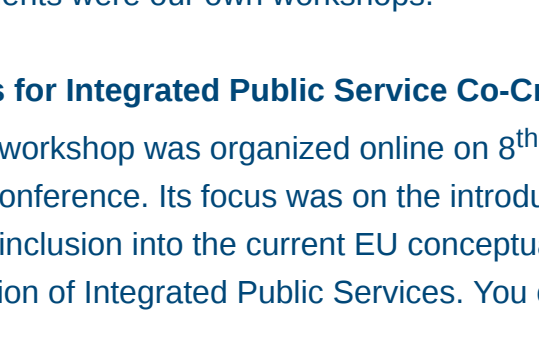 ents were our own workshops.
s for Integrated Public Service Co-Cr
workshop was organized online on 8th
onference. Its focus was on the introdu
inclusion into the current EU conceptua
ion of Integrated Public Services. You